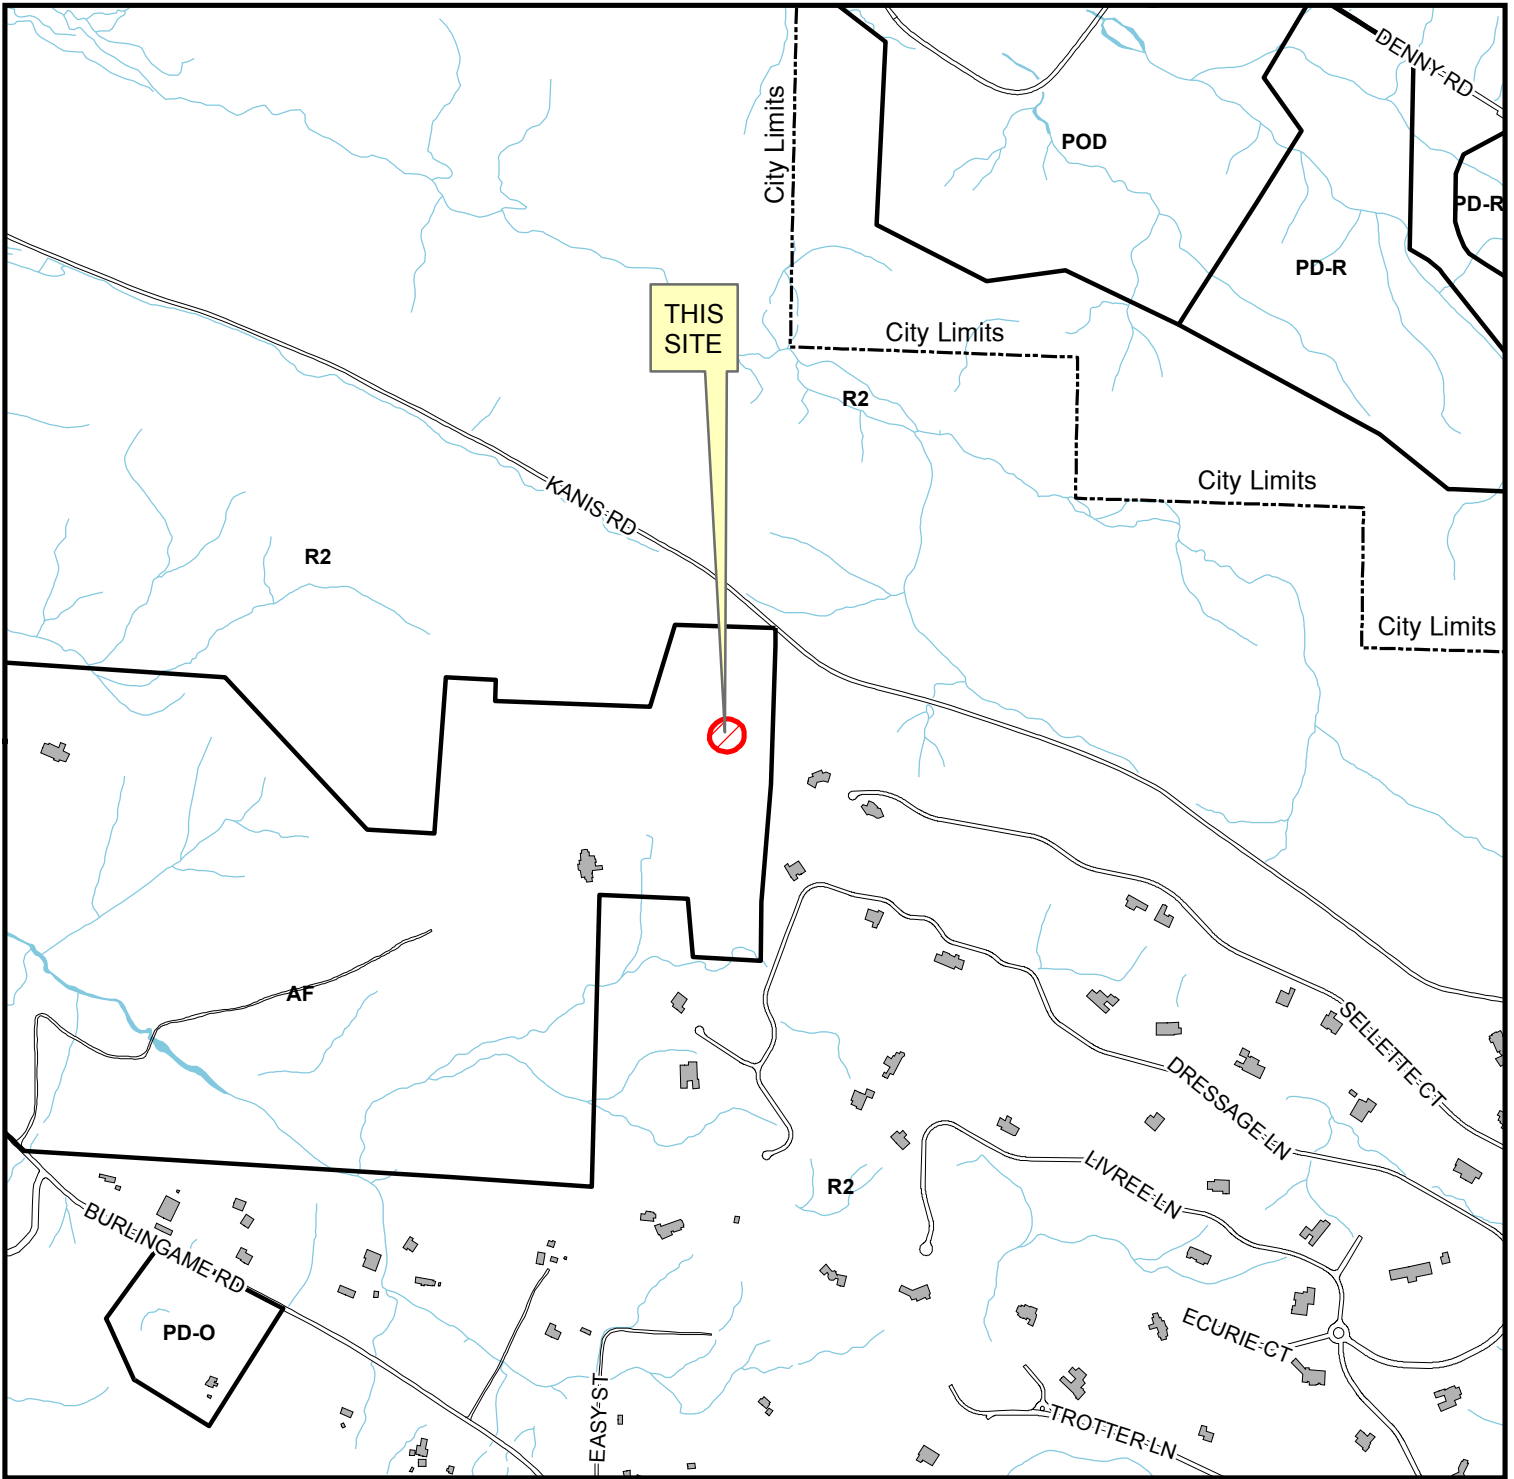 DENNY RD
City Limits
POD
PD-R
PD-R
THIS
SITE
City Limits
R2
City Limits
KANIS RD
R2
City Limits
AF
SELLETTE CT
DRESSAGE LN
LIVREE LN
R2
BURLINGAME RD
PD-O
ECURIE CT
EASY ST
TROTTER LN